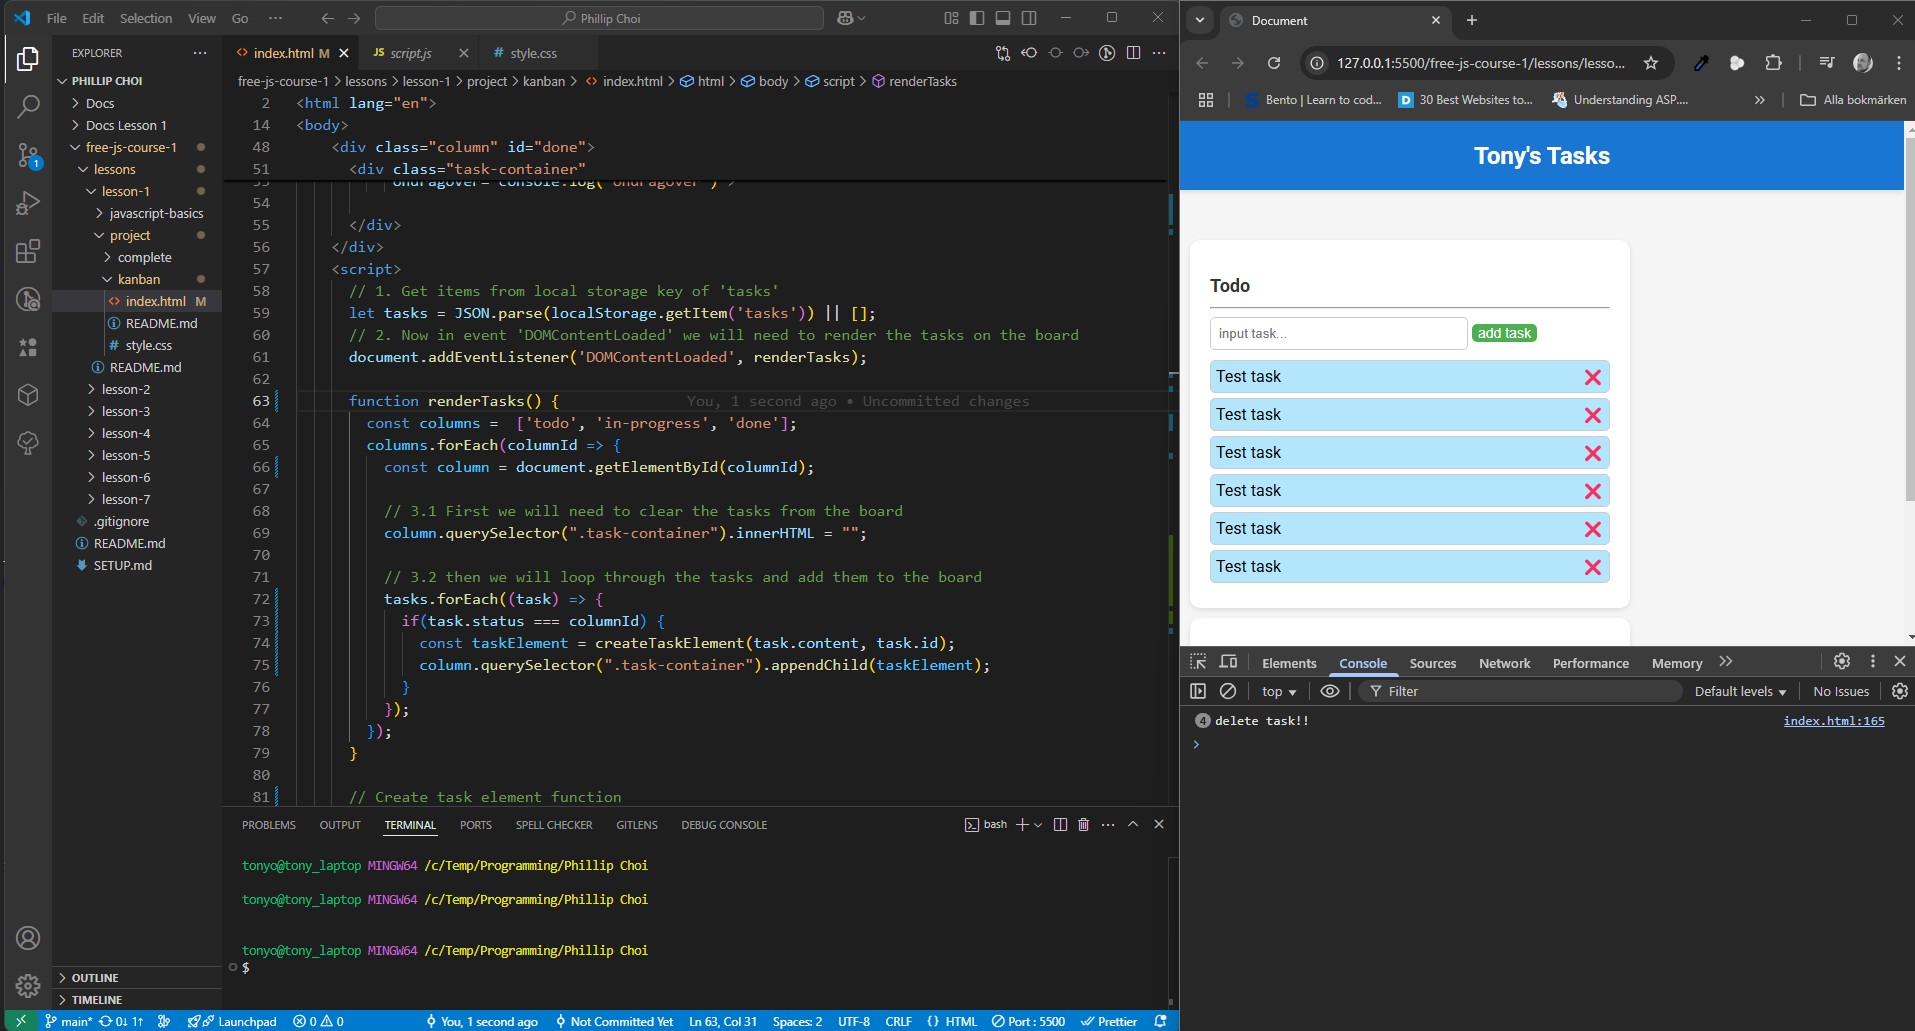 File Edit Selection View Go ··· Phillip Choi
EXPLORER ···
PHILLIP CHOI
Docs
Docs Lesson 1
free-js-course-1
lessons
lesson-1
javascript-basics
project
complete
kanban
index.html M
README.md
style.css
README.md
lesson-2
lesson-3
lesson-4
lesson-5
lesson-6
lesson-7
.gitignore
README.md
SETUP.md
OUTLINE
TIMELINE
index.html M JS script.js # style.css
free-js-course-1 > lessons > lesson-1 > project > kanban > index.html > html > body > script > renderTasks
2 <html lang="en">
14 <body>
48 <div class="column" id="done">
51 <div class="task-container"
53 ondragover="console.log('ondragover')">
54
55 </div>
56 </div>
57 <script>
58 // 1. Get items from local storage key of 'tasks'
59 let tasks = JSON.parse(localStorage.getItem('tasks')) || [];
60 // 2. Now in event 'DOMContentLoaded' we will need to render the tasks on the board
61 document.addEventListener('DOMContentLoaded', renderTasks);
62
63 function renderTasks() { You, 1 second ago • Uncommitted changes
64 const columns =  ['todo', 'in-progress', 'done'];
65 columns.forEach(columnId => {
66 const column = document.getElementById(columnId);
67
68 // 3.1 First we will need to clear the tasks from the board
69 column.querySelector(".task-container").innerHTML = "";
70
71 // 3.2 then we will loop through the tasks and add them to the board
72 tasks.forEach((task) => {
73 if(task.status === columnId) {
74 const taskElement = createTaskElement(task.content, task.id);
75 column.querySelector(".task-container").appendChild(taskElement);
76 }
77 });
78 });
79 }
80
81 // Create task element function
PROBLEMS OUTPUT TERMINAL PORTS SPELL CHECKER GITLENS DEBUG CONSOLE bash
tonyo@tony_laptop MINGW64 /c/Temp/Programming/Phillip Choi
tonyo@tony_laptop MINGW64 /c/Temp/Programming/Phillip Choi
tonyo@tony_laptop MINGW64 /c/Temp/Programming/Phillip Choi
$
main* 0↓ 1↑ Launchpad 0 0 You, 1 second ago Not Committed Yet Ln 63, Col 31 Spaces: 2 UTF-8 CRLF {} HTML Port : 5500 Prettier
Document
127.0.0.1:5500/free-js-course-1/lessons/lesso...
Bento | Learn to cod... 30 Best Websites to... Understanding ASP.... Alla bokmärken
Tony's Tasks
Todo
input task... add task
Test task
Test task
Test task
Test task
Test task
Test task
Elements Console Sources Network Performance Memory
top Filter Default levels No Issues
4 delete task!! index.html:165